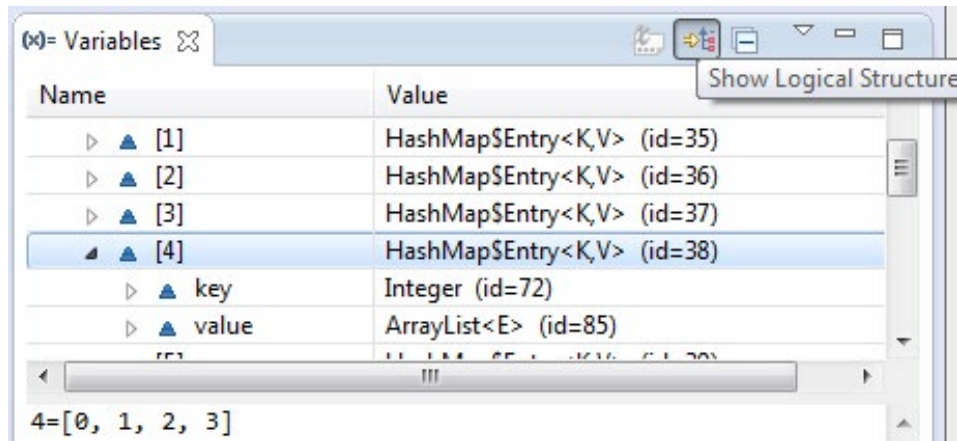 (x)= Variables
Show Logical Structure
Name Value
[1] HashMap$Entry<K,V> (id=35)
[2] HashMap$Entry<K,V> (id=36)
[3] HashMap$Entry<K,V> (id=37)
[4] HashMap$Entry<K,V> (id=38)
key Integer (id=72)
value ArrayList<E> (id=85)
4=[0, 1, 2, 3]